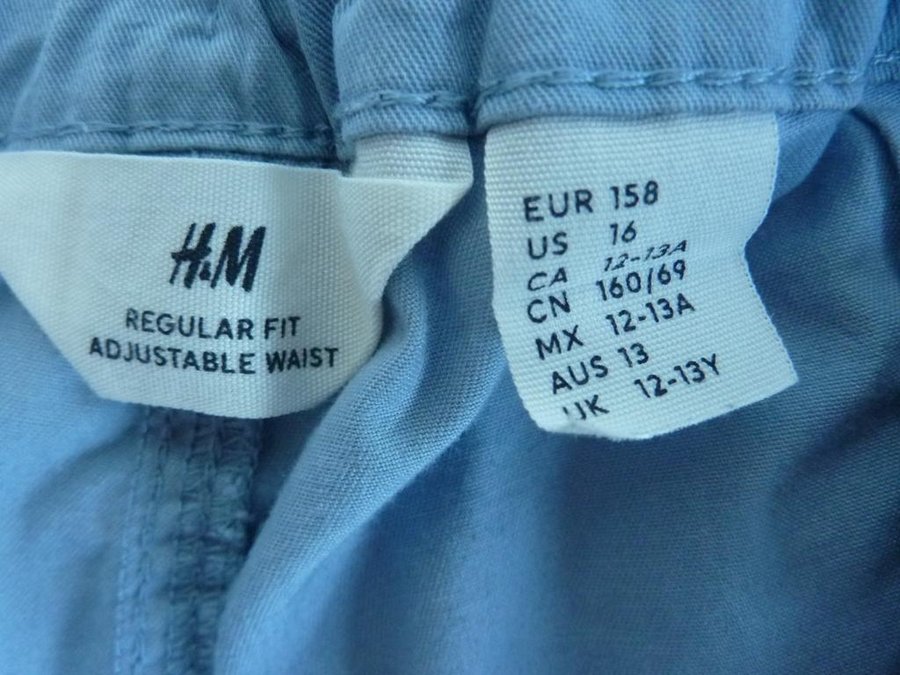 H&M
REGULAR FIT
ADJUSTABLE WAIST
EUR 158
US 16
CA 12-13A
CN 160/69
MX 12-13A
AUS 13
UK 12-13Y